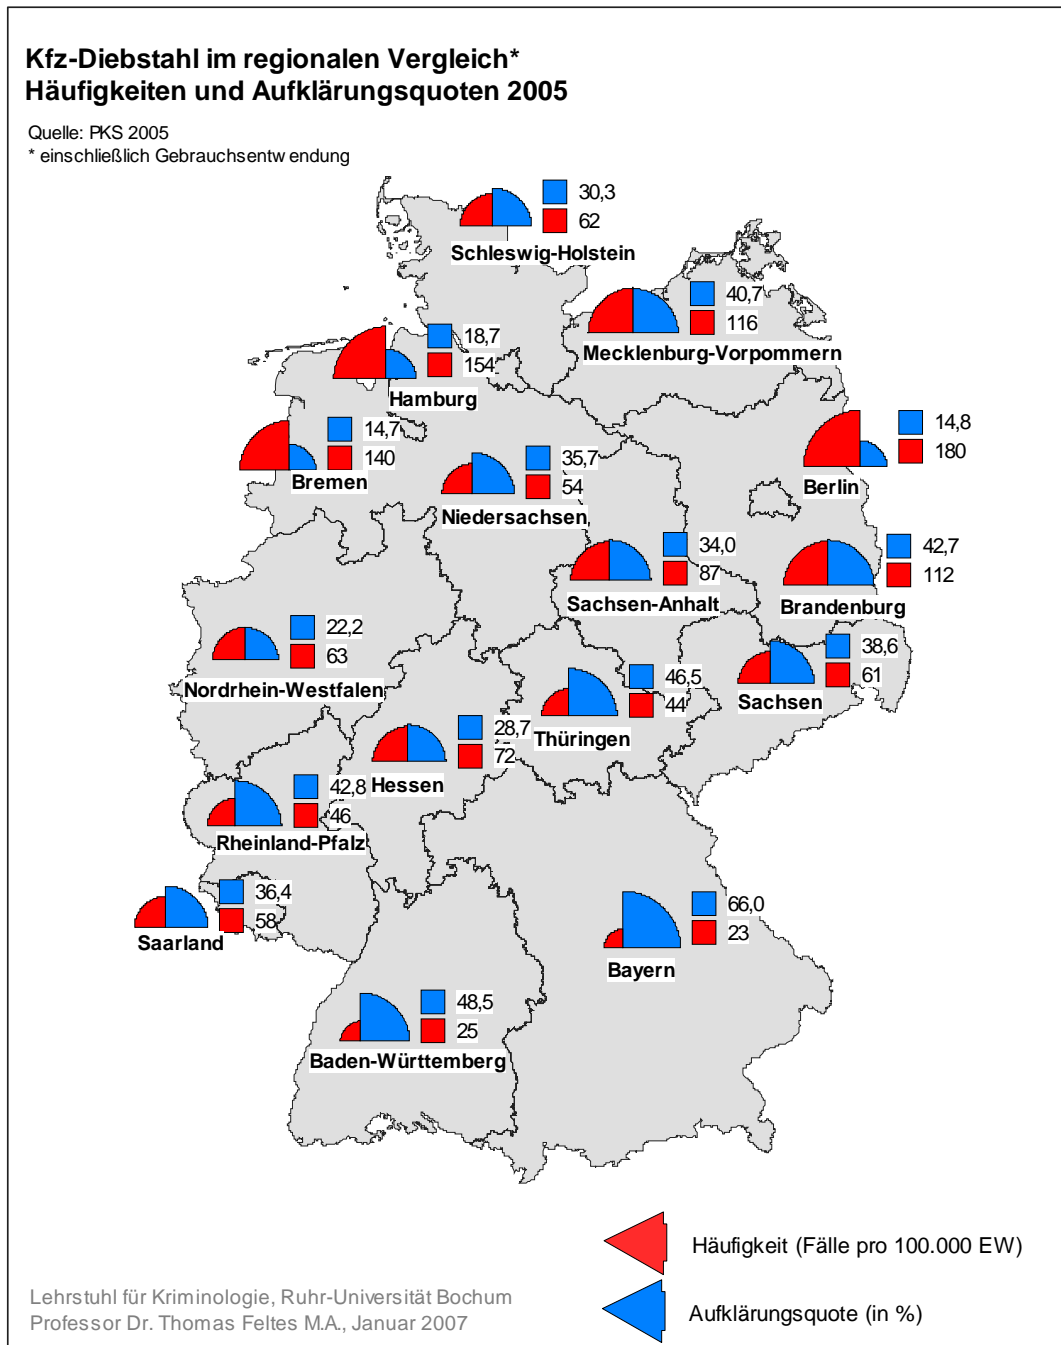 Kfz-Diebstahl im regionalen Vergleich*
Häufigkeiten und Aufklärungsquoten 2005
Quelle: PKS 2005
* einschließlich Gebrauchsentwendung
30,3
62
Schleswig-Holstein
40,7
116
Mecklenburg-Vorpommern
18,7
154
Hamburg
14,7
140
Bremen
14,8
180
Berlin
35,7
54
Niedersachsen
34,0
87
Sachsen-Anhalt
42,7
112
Brandenburg
22,2
63
Nordrhein-Westfalen
38,6
61
Sachsen
46,5
44
Thüringen
28,7
72
Hessen
42,8
46
Rheinland-Pfalz
36,4
58
Saarland
66,0
23
Bayern
48,5
25
Baden-Württemberg
Häufigkeit (Fälle pro 100.000 EW)
Aufklärungsquote (in %)
Lehrstuhl für Kriminologie, Ruhr-Universität Bochum
Professor Dr. Thomas Feltes M.A., Januar 2007